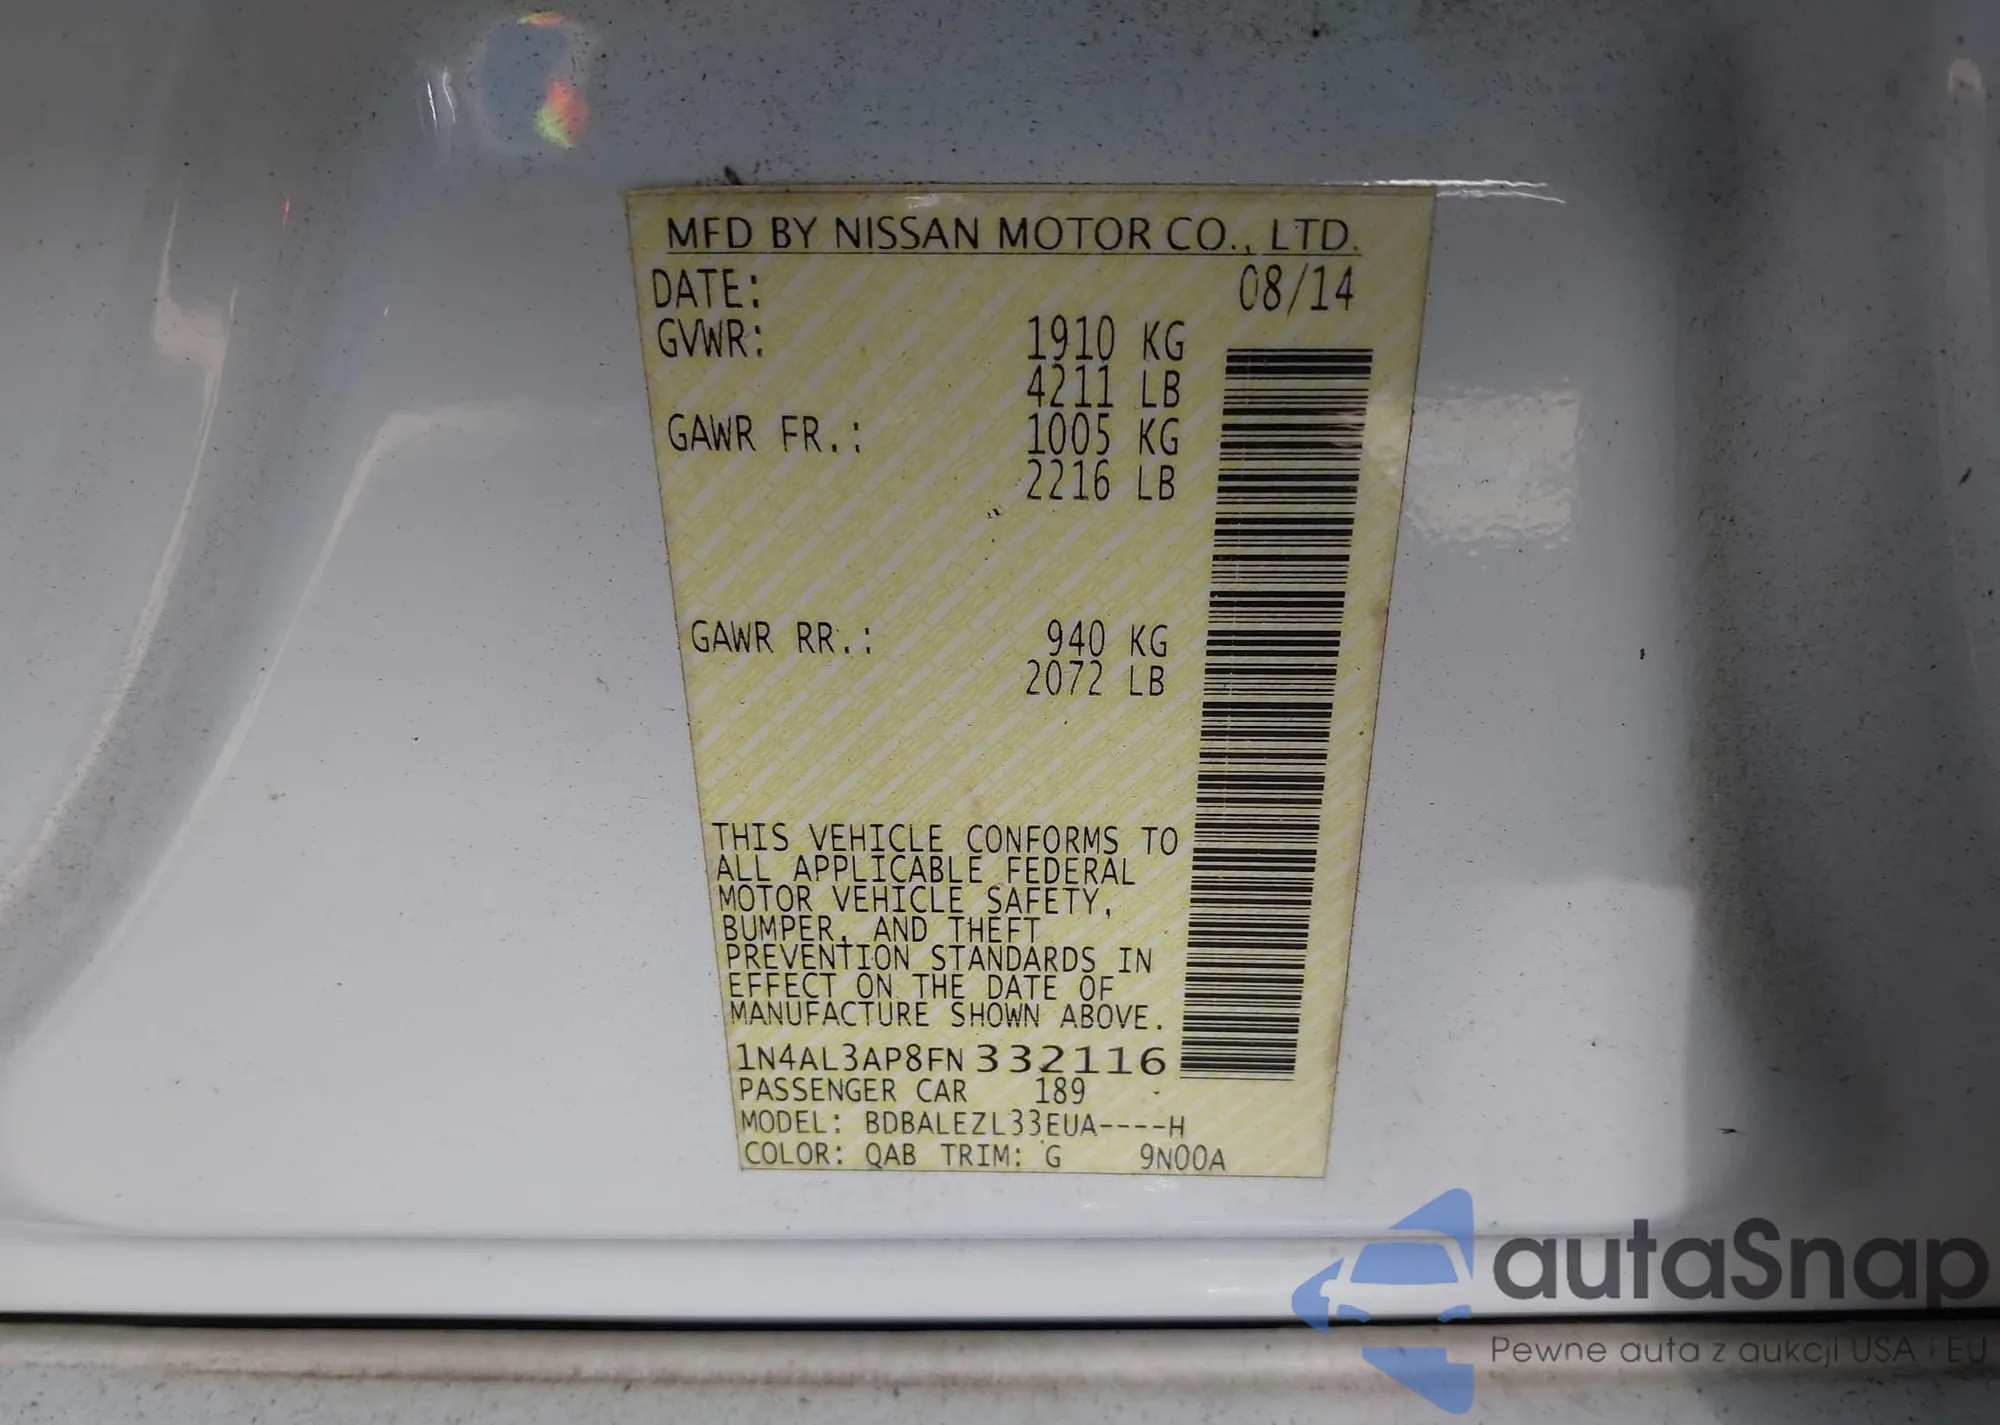 MFD BY NISSAN MOTOR CO., LTD.
DATE: 08/14
GVWR: 1910 KG
4211 LB
GAWR FR.: 1005 KG
2216 LB
GAWR RR.: 940 KG
2072 LB
THIS VEHICLE CONFORMS TO
ALL APPLICABLE FEDERAL
MOTOR VEHICLE SAFETY,
BUMPER, AND THEFT
PREVENTION STANDARDS IN
EFFECT ON THE DATE OF
MANUFACTURE SHOWN ABOVE.
1N4AL3AP8FN332116
PASSENGER CAR 189
MODEL: BDBALEZL33EUA----H
COLOR: QAB TRIM: G 9N00A
autaSnap
Pewne auta z aukcji USA i EU